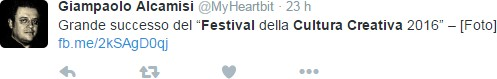 Giampaolo Alcamisi @MyHeartbit · 23 h
Grande successo del “Festival della Cultura Creativa 2016” – [Foto]
fb.me/2kSAgD0qj